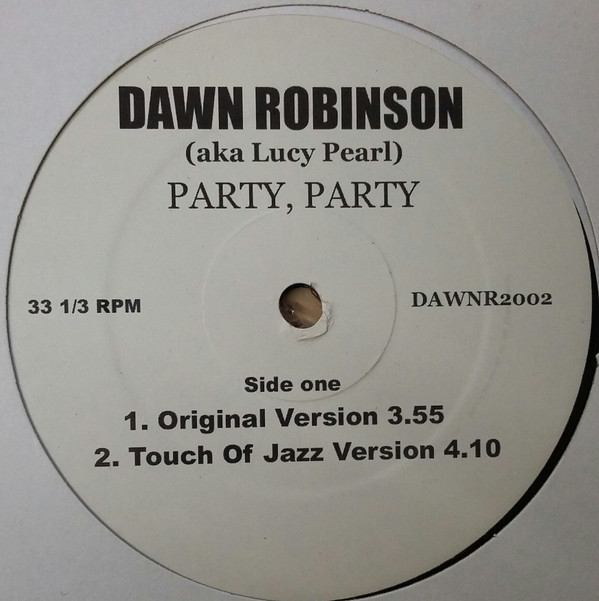 DAWN ROBINSON
(aka Lucy Pearl)
PARTY, PARTY
33 1/3 RPM
DAWNR2002
Side one
1. Original Version 3.55
2. Touch Of Jazz Version 4.10